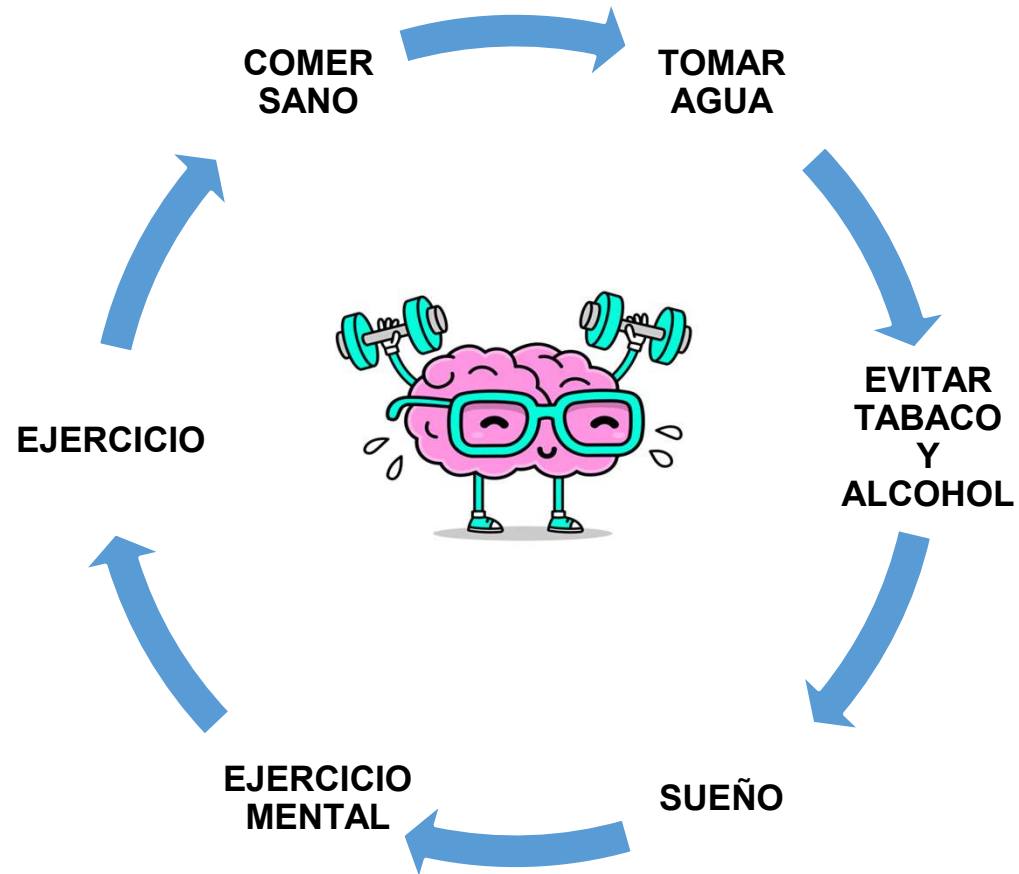 COMER
SANO
TOMAR
AGUA
EVITAR
TABACO
Y
ALCOHOL
SUEÑO
EJERCICIO
MENTAL
EJERCICIO